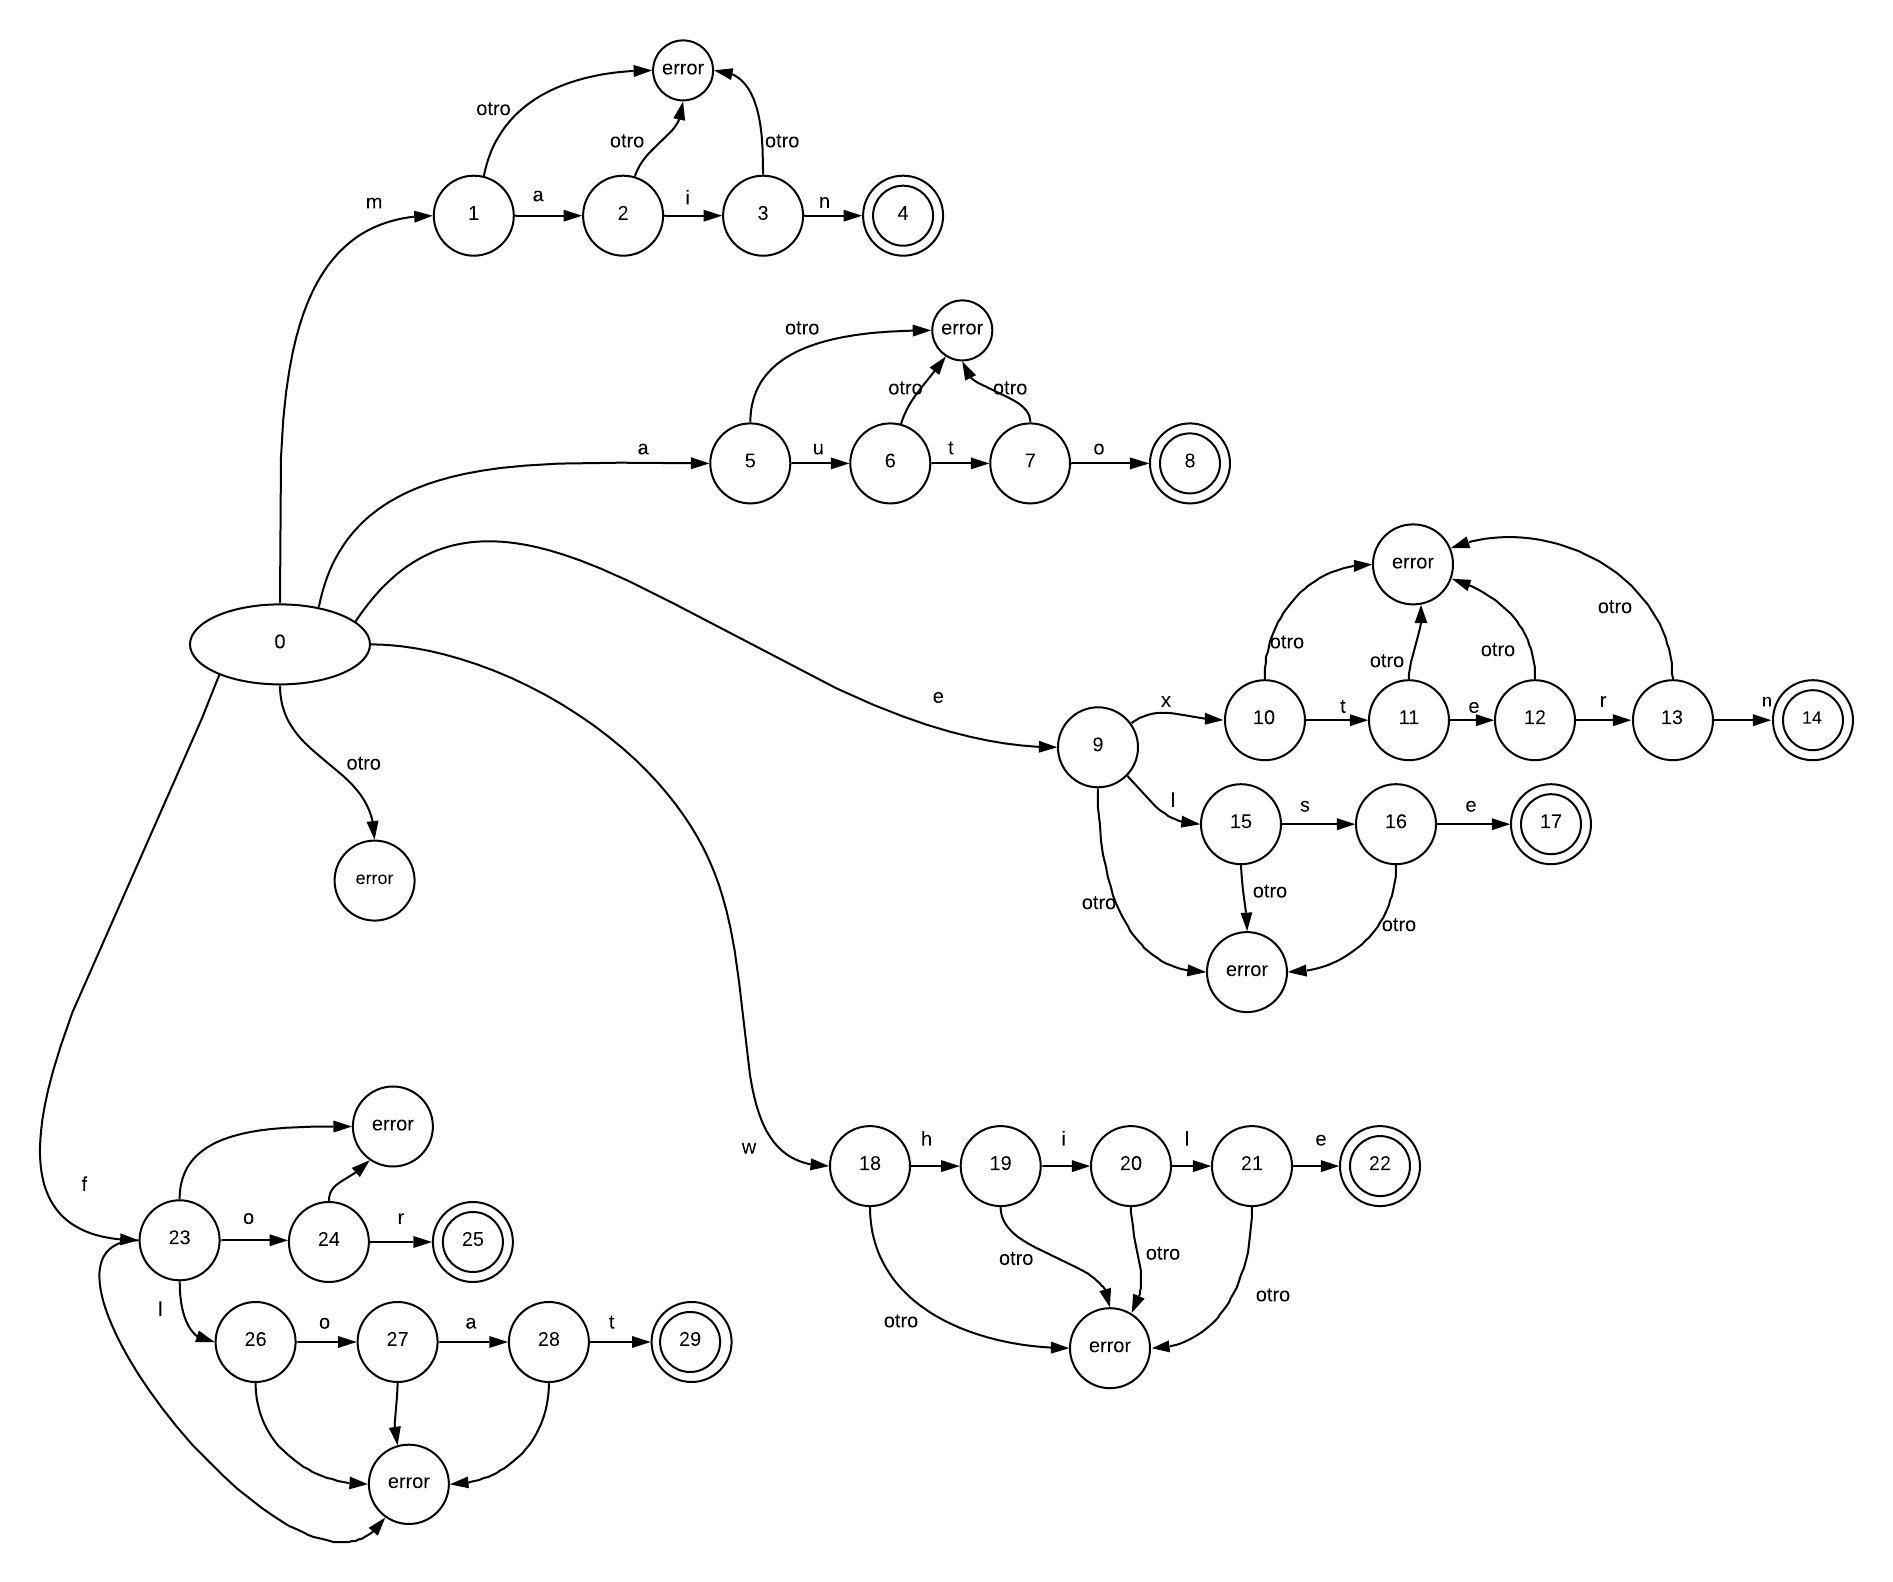 error
otro
otro
otro
m
1
a
2
i
3
n
4
error
otro
otro
otro
a
5
u
6
t
7
o
8
error
otro
otro
otro
otro
0
e
9
x
10
t
11
e
12
r
13
n
14
l
15
s
16
e
17
otro
otro
otro
error
otro
error
w
18
h
19
i
20
l
21
e
22
otro
otro
otro
otro
error
error
f
23
o
24
r
25
l
26
o
27
a
28
t
29
error